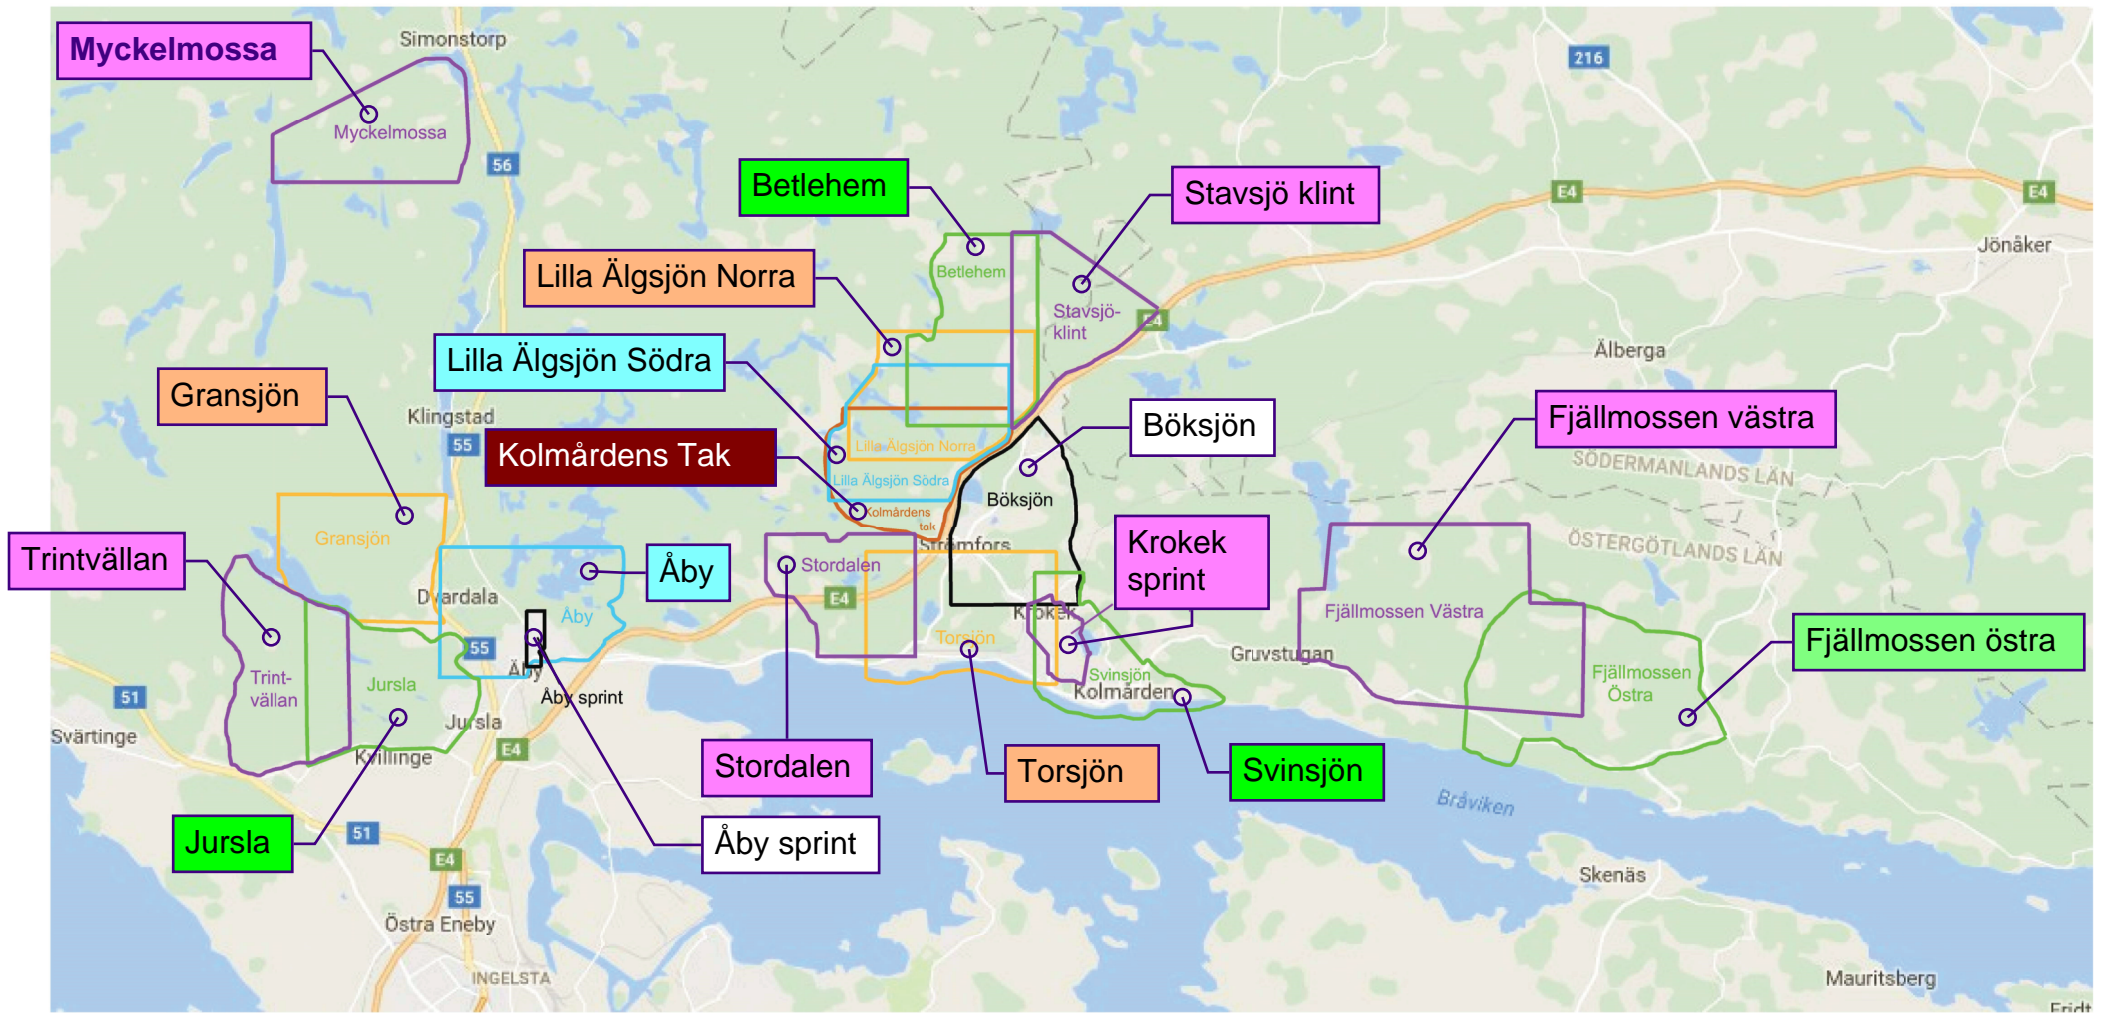 Myckelmossa
Simonstorp
216
Myckelmossa
56
Betlehem
Stavsjö klint
E4
E4
Jönåker
Lilla Älgsjön Norra
Betlehem
Stavsjö-
klint
E4
Lilla Älgsjön Södra
Älberga
Gransjön
Klingstad
55
Kolmårdens Tak
Lilla Älgsjön Norra
Böksjön
Fjällmossen västra
SÖDERMANLANDS LÄN
Lilla Älgsjön Södra
Böksjön
Kolmårdens
tak
Gransjön
Trintvällan
Strömfors
Krokek
sprint
ÖSTERGÖTLANDS LÄN
Åby
Stordalen
E4
Dvardala
Åby
Krokek
Fjällmossen Västra
Torsjön
Fjällmossen östra
55
Gruvstugan
Trint-
vällan
Jursla
Åby
Åby sprint
Svinsjön
Kolmården
Fjällmossen
Östra
51
Jursla
Svärtinge
Kvillinge
E4
Stordalen
Torsjön
Svinsjön
Bråviken
Jursla
51
Åby sprint
E4
55
Skenäs
Östra Eneby
INGELSTA
Mauritsberg
Fridt